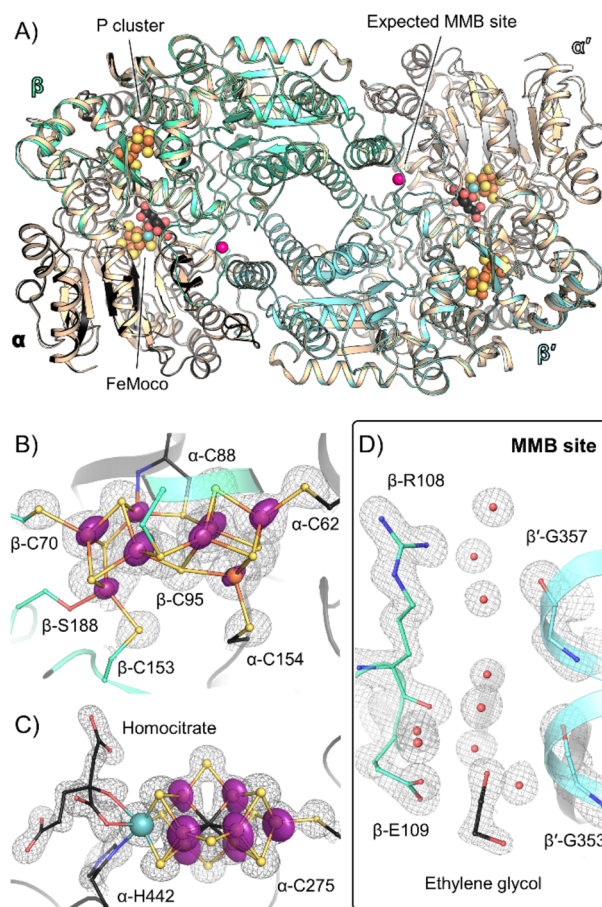 A)
P cluster
Expected MMB site
α′
β
α
FeMoco
β′
B)
α-C88
β-C70
α-C62
β-C95
β-S188
β-C153
α-C154
C)
Homocitrate
α-H442
α-C275
D)
MMB site
β-R108
β′-G357
β-E109
β′-G353
Ethylene glycol